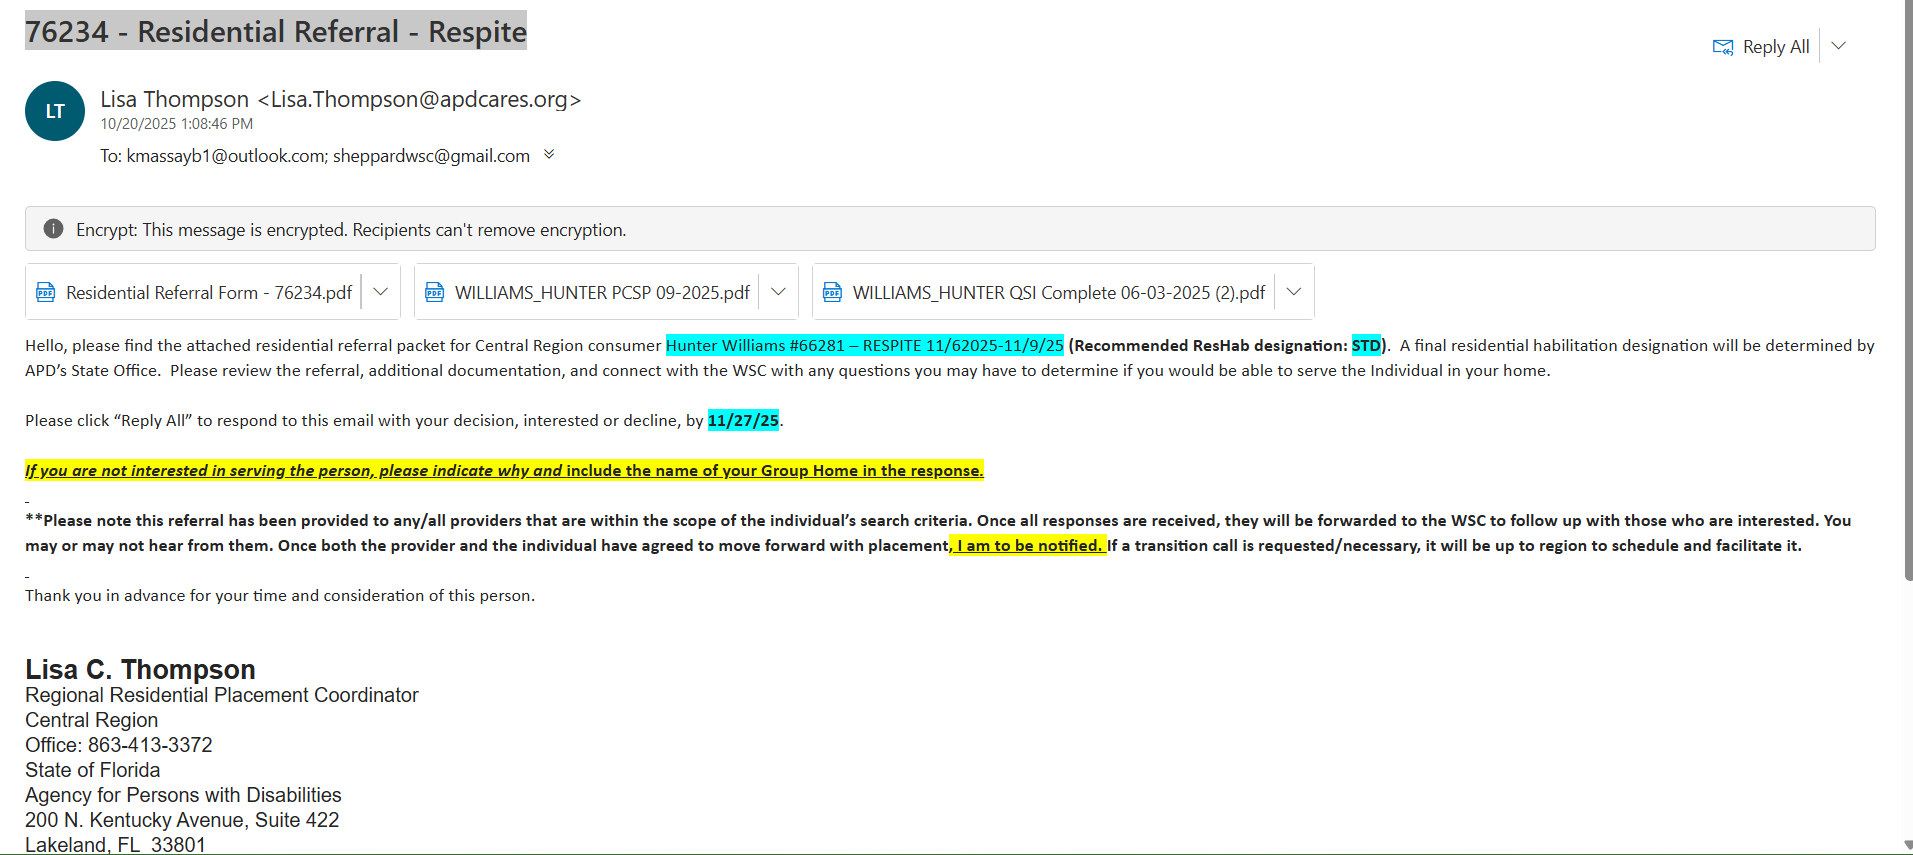 76234 - Residential Referral - Respite
Reply All
LT
Lisa Thompson <Lisa.Thompson@apdcares.org>
10/20/2025 1:08:46 PM
To: kmassayb1@outlook.com; sheppardwsc@gmail.com
Encrypt: This message is encrypted. Recipients can't remove encryption.
Residential Referral Form - 76234.pdf
WILLIAMS_HUNTER PCSP 09-2025.pdf
WILLIAMS_HUNTER QSI Complete 06-03-2025 (2).pdf
Hello, please find the attached residential referral packet for Central Region consumer Hunter Williams #66281 – RESPITE 11/62025-11/9/25 (Recommended ResHab designation: STD).  A final residential habilitation designation will be determined by
APD’s State Office.  Please review the referral, additional documentation, and connect with the WSC with any questions you may have to determine if you would be able to serve the Individual in your home.
Please click “Reply All” to respond to this email with your decision, interested or decline, by 11/27/25.
If you are not interested in serving the person, please indicate why and include the name of your Group Home in the response.
**Please note this referral has been provided to any/all providers that are within the scope of the individual’s search criteria. Once all responses are received, they will be forwarded to the WSC to follow up with those who are interested. You
may or may not hear from them. Once both the provider and the individual have agreed to move forward with placement, I am to be notified. If a transition call is requested/necessary, it will be up to region to schedule and facilitate it.
Thank you in advance for your time and consideration of this person.
Lisa C. Thompson
Regional Residential Placement Coordinator
Central Region
Office: 863-413-3372
State of Florida
Agency for Persons with Disabilities
200 N. Kentucky Avenue, Suite 422
Lakeland, FL  33801